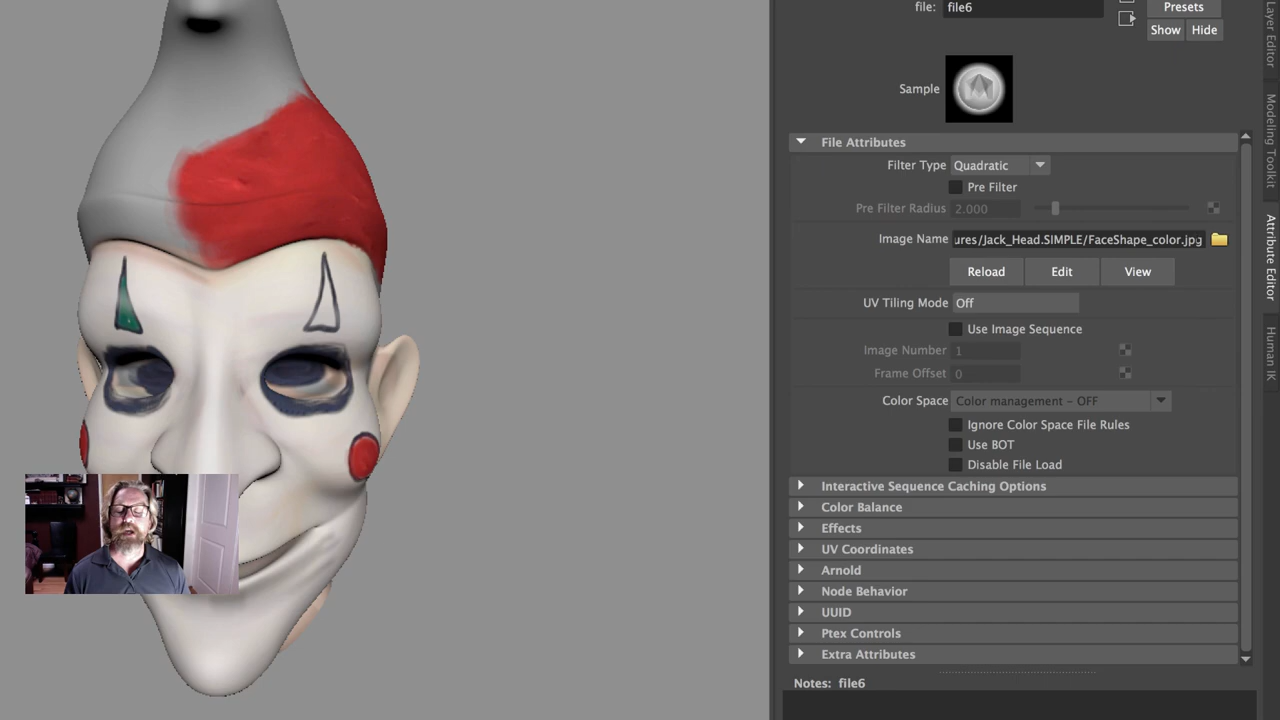 file: file6
Presets
Show Hide
Sample
File Attributes
Filter Type Quadratic
Pre Filter
Pre Filter Radius 2.000
Image Name ures/Jack_Head.SIMPLE/FaceShape_color.jpg
Reload Edit View
UV Tiling Mode Off
Use Image Sequence
Image Number 1
Frame Offset 0
Color Space Color management - OFF
Ignore Color Space File Rules
Use BOT
Disable File Load
Interactive Sequence Caching Options
Color Balance
Effects
UV Coordinates
Arnold
Node Behavior
UUID
Ptex Controls
Extra Attributes
Notes: file6
Layer Editor
Modeling Toolkit
Attribute Editor
Human IK